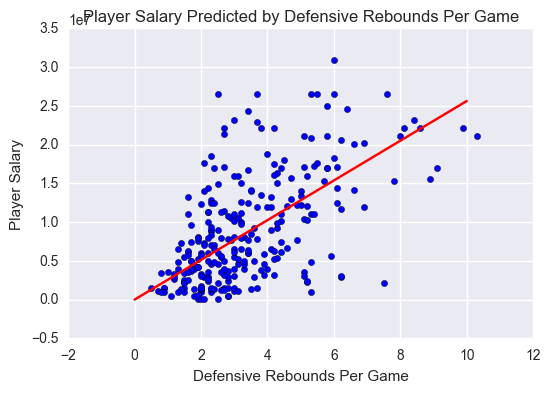 Player Salary Predicted by Defensive Rebounds Per Game
1e7
3.5
3.0
2.5
2.0
1.5
1.0
0.5
0.0
−0.5
Player Salary
−2 0 2 4 6 8 10 12
Defensive Rebounds Per Game